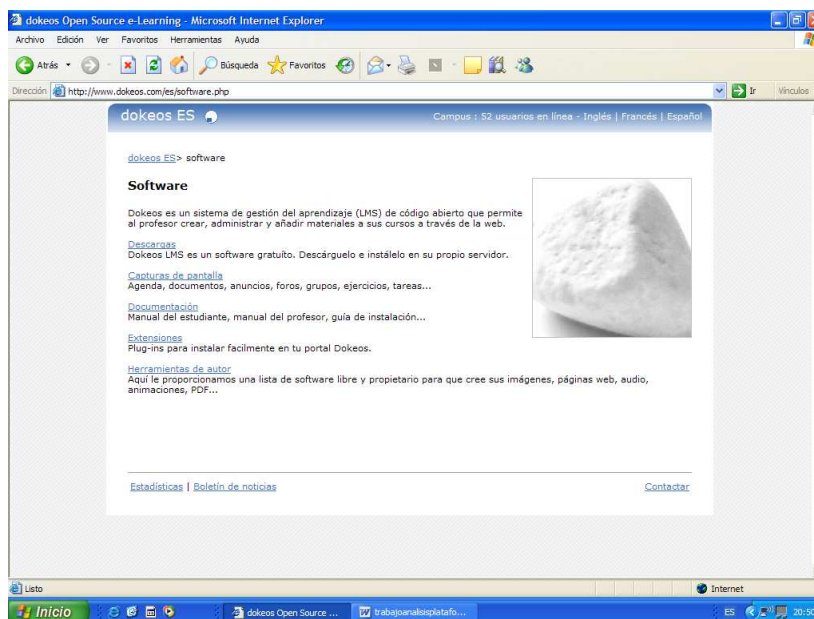 dokeos Open Source e-Learning - Microsoft Internet Explorer
Archivo Edición Ver Favoritos Herramientas Ayuda
Atrás Búsqueda Favoritos
Dirección http://www.dokeos.com/es/software.php Ir Vínculos
dokeos ES Campus : 52 usuarios en línea - Inglés | Francés | Español
dokeos ES> software
Software
Dokeos es un sistema de gestión del aprendizaje (LMS) de código abierto que permite
al profesor crear, administrar y añadir materiales a sus cursos a través de la web.
Descargas
Dokeos LMS es un software gratuíto. Descárguelo e instálelo en su propio servidor.
Capturas de pantalla
Agenda, documentos, anuncios, foros, grupos, ejercicios, tareas...
Documentación
Manual del estudiante, manual del profesor, guía de instalación...
Extensiones
Plug-ins para instalar facilmente en tu portal Dokeos.
Herramientas de autor
Aquí le proporcionamos una lista de software libre y propietario para que cree sus imágenes, páginas web, audio,
animaciones, PDF...
Estadísticas | Boletín de noticias Contactar
Listo Internet
Inicio dokeos Open Source ... trabajoanalisisplatafo... ES 20:50